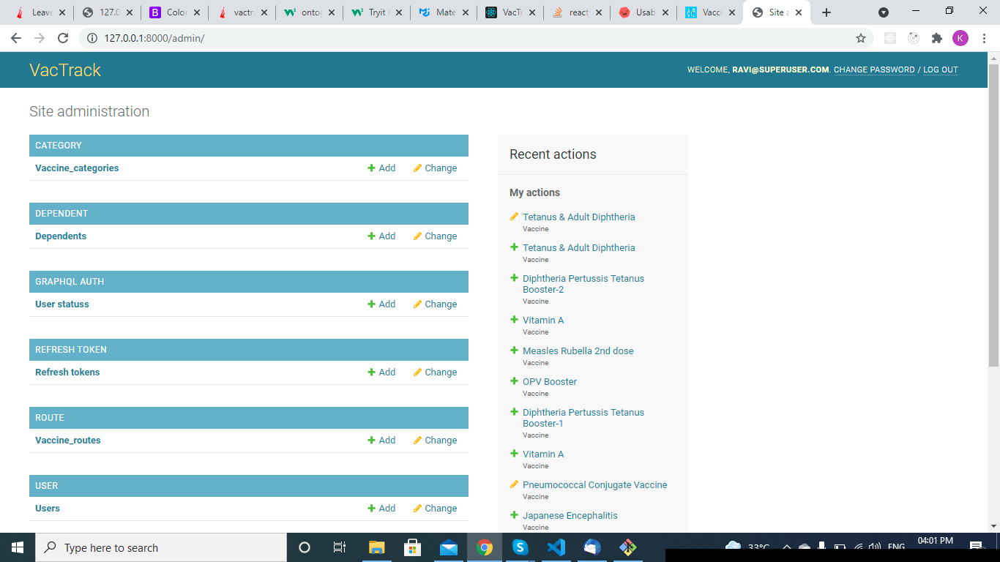 Leave
127.0
Color
vactra
ontog
Tryit
Mate
VacTr
react
Usab
Vacci
Site a
127.0.0.1:8000/admin/
K
VacTrack
WELCOME, RAVI@SUPERUSER.COM. CHANGE PASSWORD / LOG OUT
Site administration
CATEGORY
Vaccine_categories Add Change
DEPENDENT
Dependents Add Change
GRAPHQL AUTH
User statuss Add Change
REFRESH TOKEN
Refresh tokens Add Change
ROUTE
Vaccine_routes Add Change
USER
Users Add Change
Recent actions
My actions
Tetanus & Adult Diphtheria
Vaccine
Tetanus & Adult Diphtheria
Vaccine
Diphtheria Pertussis Tetanus
Booster-2
Vaccine
Vitamin A
Vaccine
Measles Rubella 2nd dose
Vaccine
OPV Booster
Vaccine
Diphtheria Pertussis Tetanus
Booster-1
Vaccine
Vitamin A
Vaccine
Pneumococcal Conjugate Vaccine
Vaccine
Japanese Encephalitis
Vaccine
Type here to search
33°C
ENG
04:01 PM